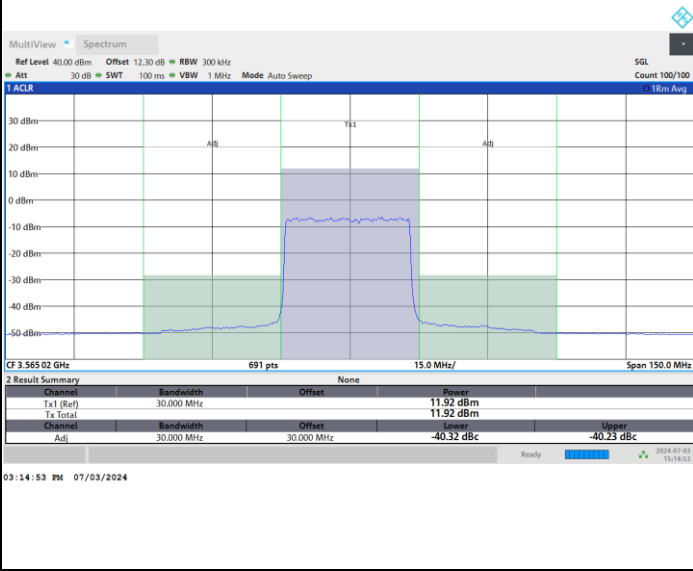 MultiView Spectrum
Ref Level 40.00 dBm Offset 12.30 dB RBW 300 kHz SGL
Att 30 dB SWT 100 ms VBW 1 MHz Mode Auto Sweep Count 100/100
1 ACLR 1Rm Avg
30 dBm
Tx1
Adj Adj
20 dBm
10 dBm
0 dBm
-10 dBm
-20 dBm
-30 dBm
-40 dBm
-50 dBm
CF 3.565 02 GHz 691 pts 15.0 MHz/ Span 150.0 MHz
2 Result Summary None
Channel Bandwidth Offset Power
Tx1 (Ref) 30.000 MHz 11.92 dBm
Tx Total 11.92 dBm
Channel Bandwidth Offset Lower Upper
Adj 30.000 MHz 30.000 MHz -40.32 dBc -40.23 dBc
Ready 2024-07-03
15:14:53
03:14:53 PM 07/03/2024